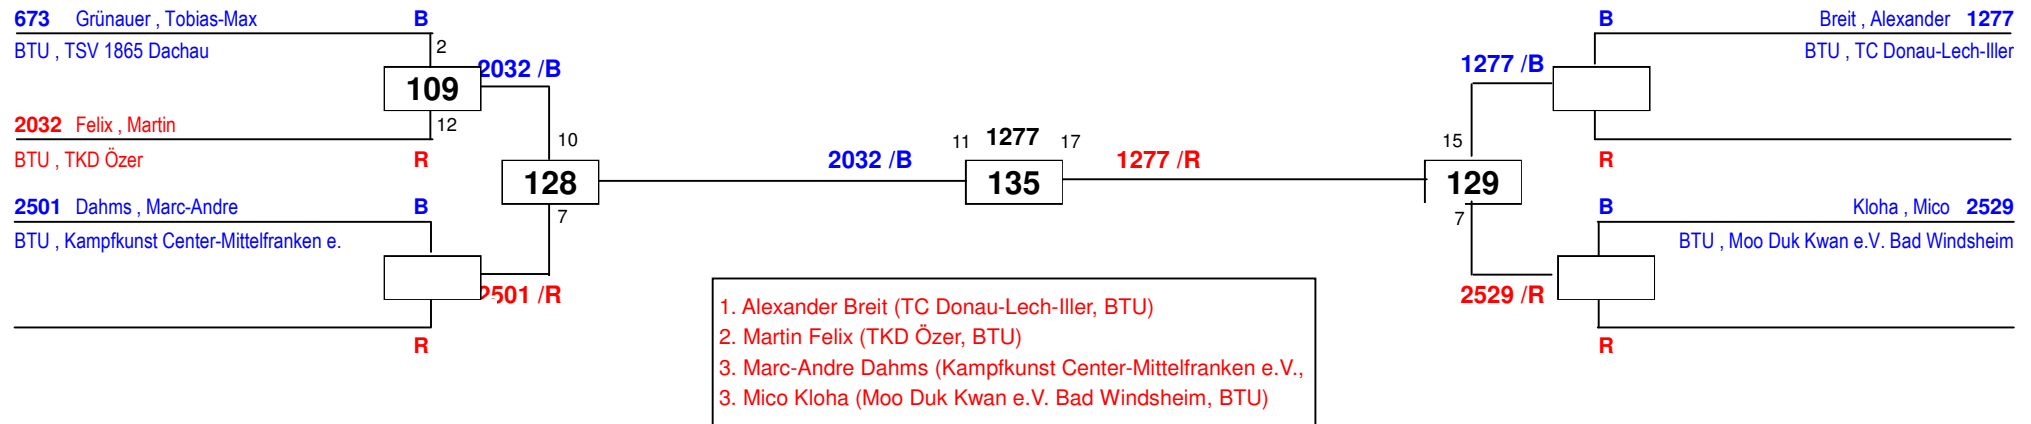 673 Grünauer , Tobias-Max B
BTU , TSV 1865 Dachau
2
109
2032 /B
12
2032 Felix , Martin
BTU , TKD Özer R
10
128
7
2501 Dahms , Marc-Andre B
BTU , Kampfkunst Center-Mittelfranken e.
2501 /R
R
2032 /B
11 1277 17
135
1277 /R
1. Alexander Breit (TC Donau-Lech-Iller, BTU)
2. Martin Felix (TKD Özer, BTU)
3. Marc-Andre Dahms (Kampfkunst Center-Mittelfranken e.V.,
3. Mico Kloha (Moo Duk Kwan e.V. Bad Windsheim, BTU)
B Breit , Alexander 1277
BTU , TC Donau-Lech-Iller
1277 /B
R
15
129
7
B Kloha , Mico 2529
BTU , Moo Duk Kwan e.V. Bad Windsheim
2529 /R
R